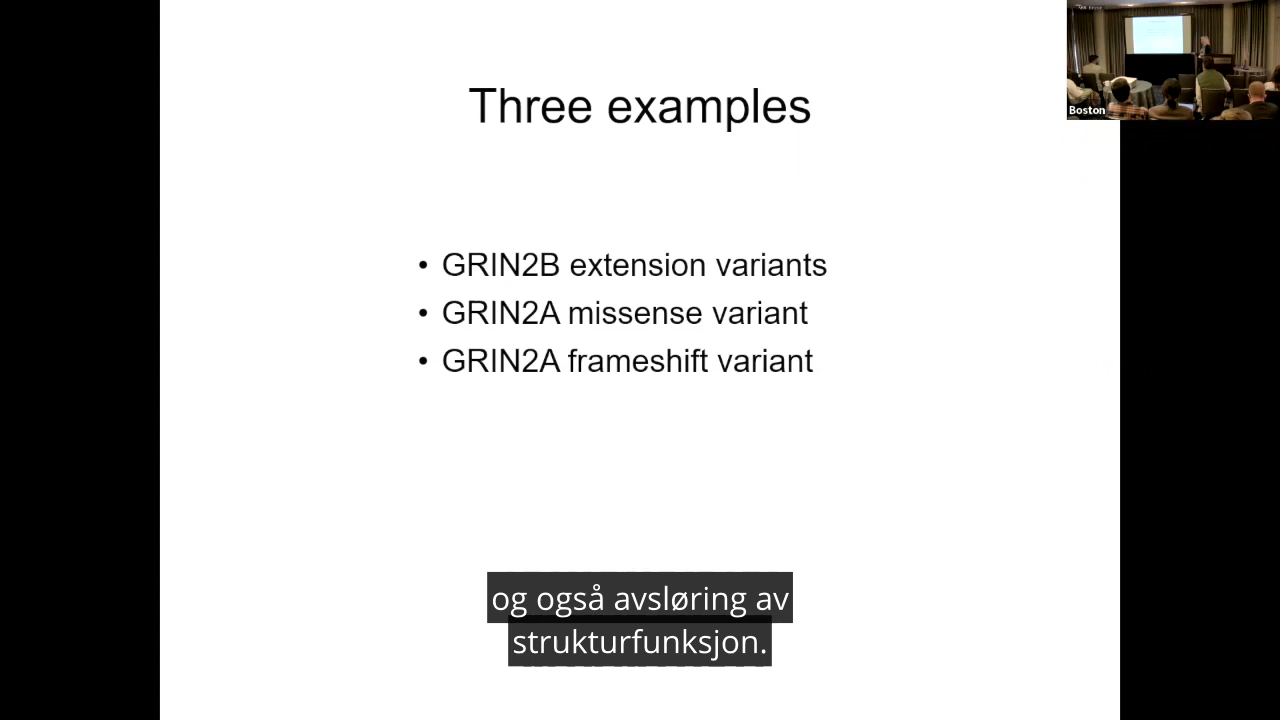 Three examples
• GRIN2B extension variants
• GRIN2A missense variant
• GRIN2A frameshift variant
og også avsløring av
strukturfunksjon.
Boston